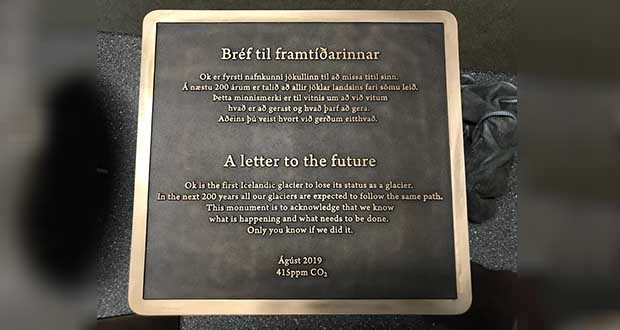 Bréf til framtíðarinnar
Ok er fyrsti nafnkunni jökullinn til að missa titil sinn.
Á næstu 200 árum er talið að allir jöklar landsins fari sömu leið.
Þetta minnismerki er til vitnis um að við vitum
hvað er að gerast og hvað þarf að gera.
Aðeins þú veist hvort við gerðum eitthvað.
A letter to the future
Ok is the first Icelandic glacier to lose its status as a glacier.
In the next 200 years all our glaciers are expected to follow the same path.
This monument is to acknowledge that we know
what is happening and what needs to be done.
Only you know if we did it.
Ágúst 2019
415ppm CO₂